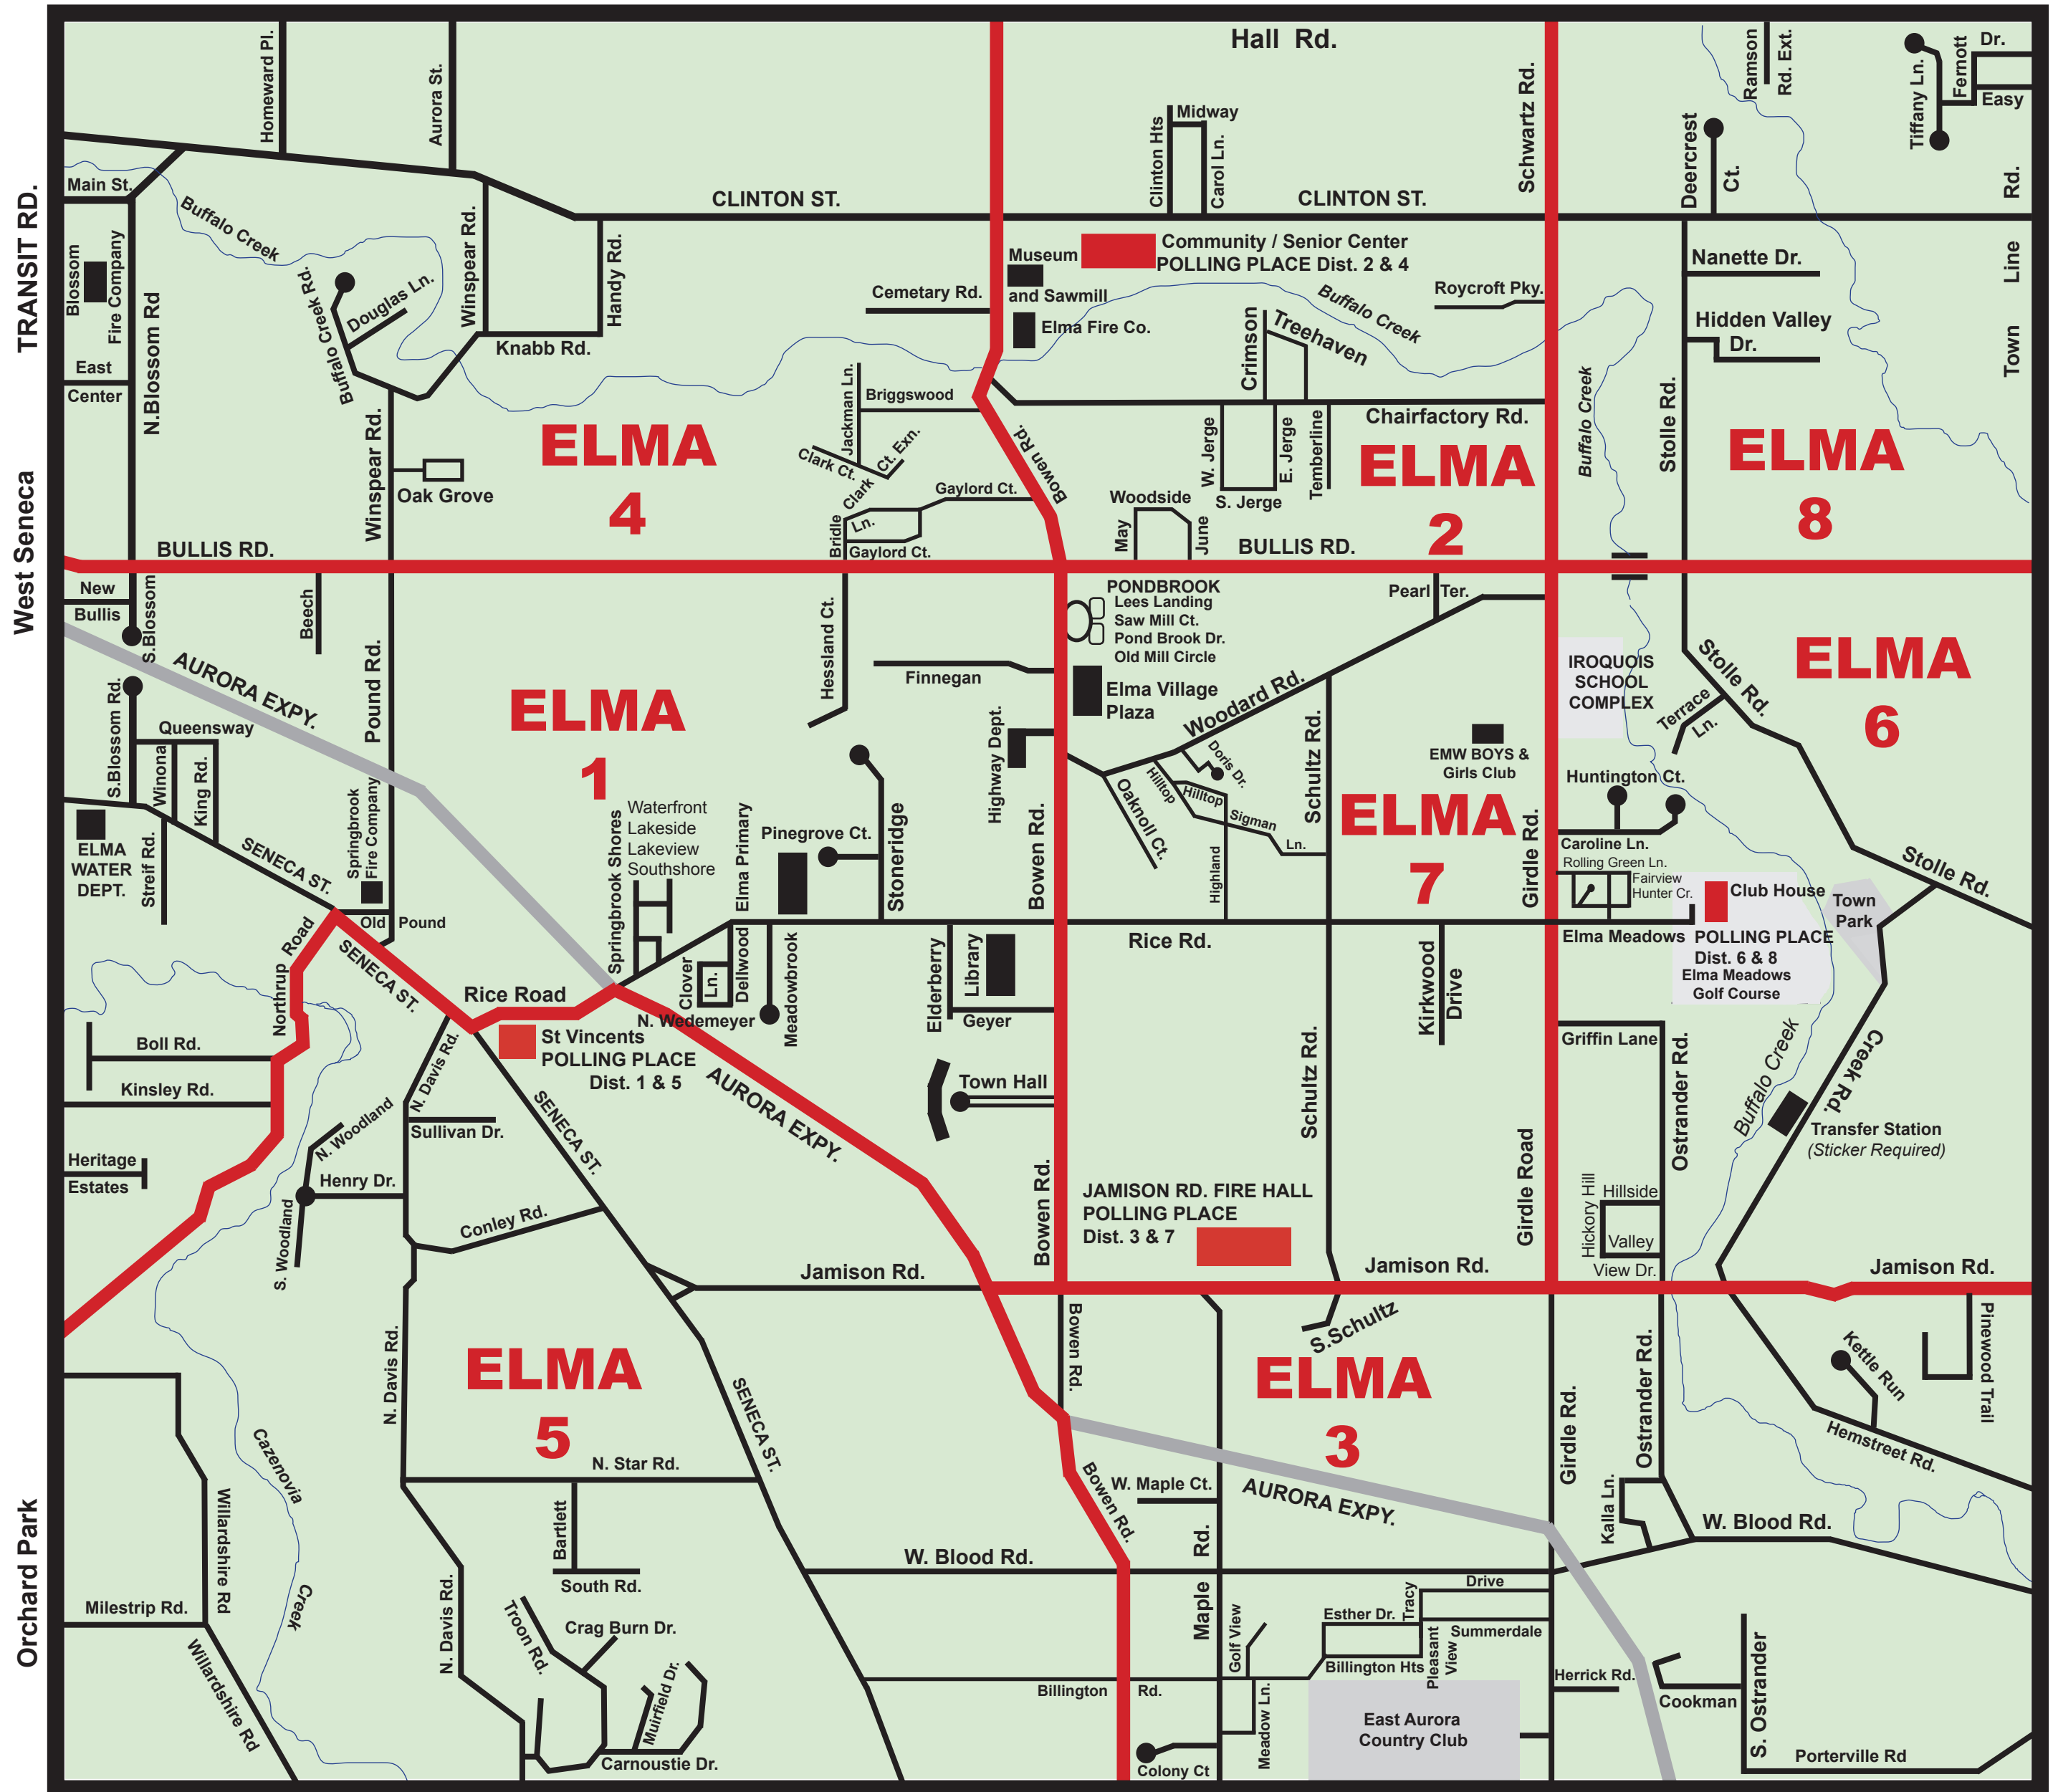 Hall Rd.
Homeward Pl.
Aurora St.
Schwartz Rd.
Ramson
Rd. Ext.
Tiffany Ln.
Fernott
Dr.
Easy
Midway
Clinton Hts
Carol Ln.
Deercrest
Ct.
Rd.
Line
Town
TRANSIT RD.
Main St.
Buffalo Creek
CLINTON ST.
CLINTON ST.
Blossom
Fire Company
N.Blossom Rd
East
Center
Buffalo Creek Rd.
Douglas Ln.
Winspear Rd.
Handy Rd.
Knabb Rd.
Museum
and Sawmill
Community / Senior Center
POLLING PLACE Dist. 2 & 4
Cemetary Rd.
Elma Fire Co.
Buffalo Creek
Roycroft Pky.
Crimson
Treehaven
Nanette Dr.
Hidden Valley
Dr.
Buffalo Creek
Stolle Rd.
Jackman Ln.
Briggswood
Clark Ct.
Clark
Ct. Exn.
Gaylord Ct.
Bridle
Ln.
Gaylord Ct.
Bowen Rd.
Chairfactory Rd.
W. Jerge
E. Jerge
S. Jerge
Temberline
Woodside
May
June
ELMA
4
ELMA
2
ELMA
8
Winspear Rd.
Oak Grove
West Seneca
BULLIS RD.
BULLIS RD.
New
Bullis
S.Blossom
Beech
Pound Rd.
AURORA EXPY.
S.Blossom Rd.
Queensway
Winona
King Rd.
ELMA
WATER
DEPT.
Streif Rd.
SENECA ST.
Springbrook
Fire Company
Old
Pound
ELMA
1
Hessland Ct.
Finnegan
PONDBROOK
Lees Landing
Saw Mill Ct.
Pond Brook Dr.
Old Mill Circle
Elma Village
Plaza
Highway Dept.
Bowen Rd.
Pearl
Ter.
Woodard Rd.
Doris Dr.
Hilltop
Hilltop
Oaknoll Ct.
Sigman
Ln.
Highland
Schultz Rd.
EMW BOYS &
Girls Club
ELMA
7
Girdle Rd.
IROQUOIS
SCHOOL
COMPLEX
Stolle Rd.
Terrace
Ln.
ELMA
6
Huntington Ct.
Caroline Ln.
Rolling Green Ln.
Fairview
Hunter Cr.
Stolle Rd.
Club House
Town
Park
Elma Meadows
POLLING PLACE
Dist. 6 & 8
Elma Meadows
Golf Course
Springbrook Shores
Waterfront
Lakeside
Lakeview
Southshore
Elma Primary
Pinegrove Ct.
Stoneridge
Rice Rd.
Northrup
Road
SENECA ST.
Rice Road
Clover
Ln.
Dellwood
N. Wedemeyer
Meadowbrook
Elderberry
Library
Geyer
Kirkwood
Drive
St Vincents
POLLING PLACE
Dist. 1 & 5
Boll Rd.
Kinsley Rd.
N. Davis Rd.
Sullivan Dr.
N. Woodland
Henry Dr.
S. Woodland
Heritage
Estates
Conley Rd.
SENECA ST.
AURORA EXPY.
Town Hall
Bowen Rd.
Schultz Rd.
Girdle Road
Griffin Lane
Ostrander Rd.
Buffalo Creek
Creek Rd.
Transfer Station
(Sticker Required)
Hickory Hill
Hillside
Valley
View Dr.
JAMISON RD. FIRE HALL
POLLING PLACE
Dist. 3 & 7
Jamison Rd.
Jamison Rd.
Jamison Rd.
Bowen Rd.
S.Schultz
Pinewood Trail
Kettle Run
Hemstreet Rd.
Orchard Park
N. Davis Rd.
ELMA
5
SENECA ST.
ELMA
3
Girdle Rd.
Ostrander Rd.
Cazenovia
Creek
Willardshire Rd
Milestrip Rd.
Willardshire Rd
N. Star Rd.
Bartlett
South Rd.
N. Davis Rd.
Troon Rd.
Crag Burn Dr.
Muirfield Dr.
Carnoustie Dr.
Bowen Rd.
W. Maple Ct.
AURORA EXPY.
Rd.
Maple
W. Blood Rd.
Kalla Ln.
W. Blood Rd.
Drive
Tracy
Esther Dr.
Summerdale
Pleasant
View
Golf View
Billington Hts
Billington
Rd.
Meadow Ln.
Colony Ct
East Aurora
Country Club
Herrick Rd.
Cookman
S. Ostrander
Porterville Rd